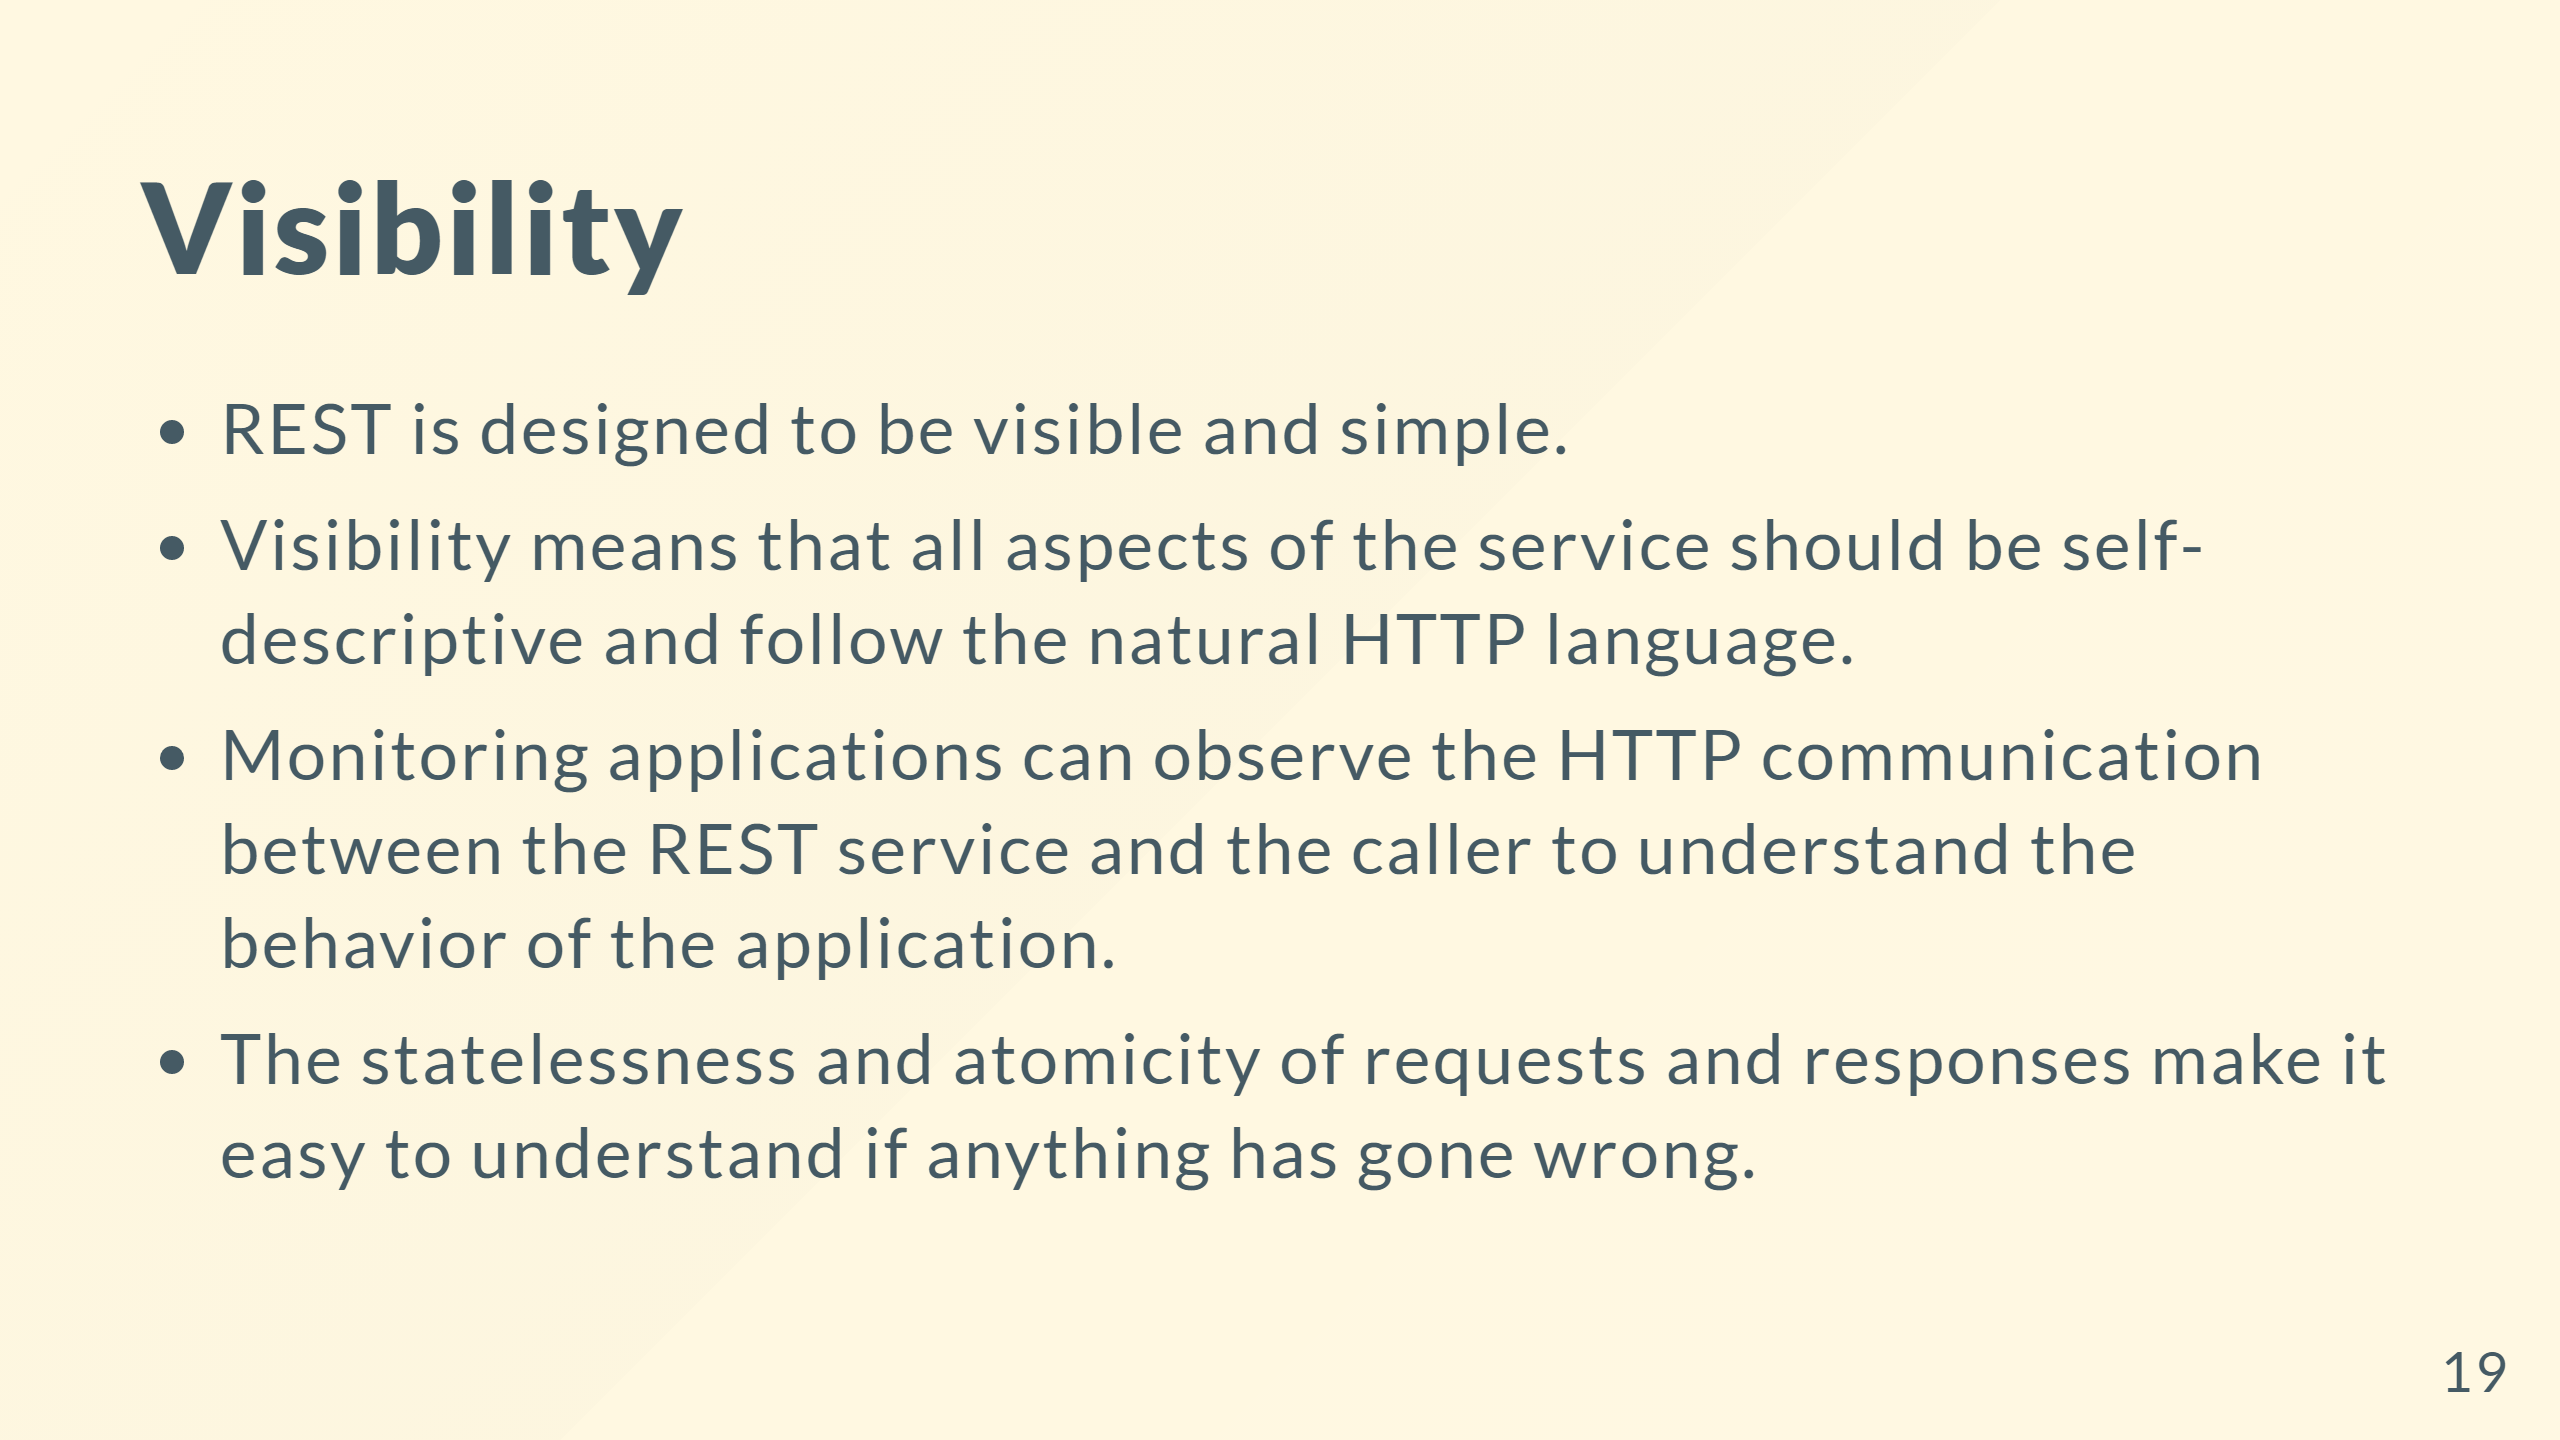 Visibility
• REST is designed to be visible and simple.
• Visibility means that all aspects of the service should be self-
descriptive and follow the natural HTTP language.
• Monitoring applications can observe the HTTP communication
between the REST service and the caller to understand the
behavior of the application.
• The statelessness and atomicity of requests and responses make it
easy to understand if anything has gone wrong.
19